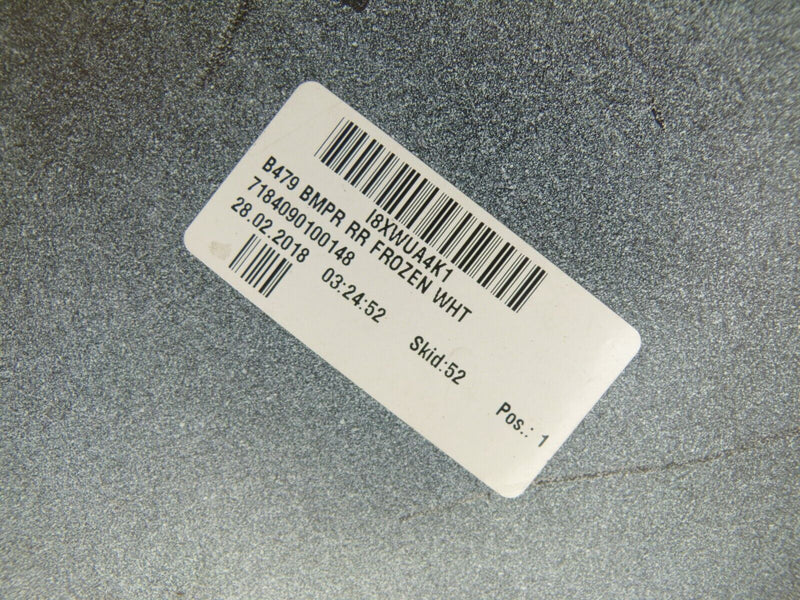 I8XWUA4K1
B479 BMPR RR FROZEN WHT
7184090100148
28.02.2018 03:24:52 Skid:52 Pos.: 1